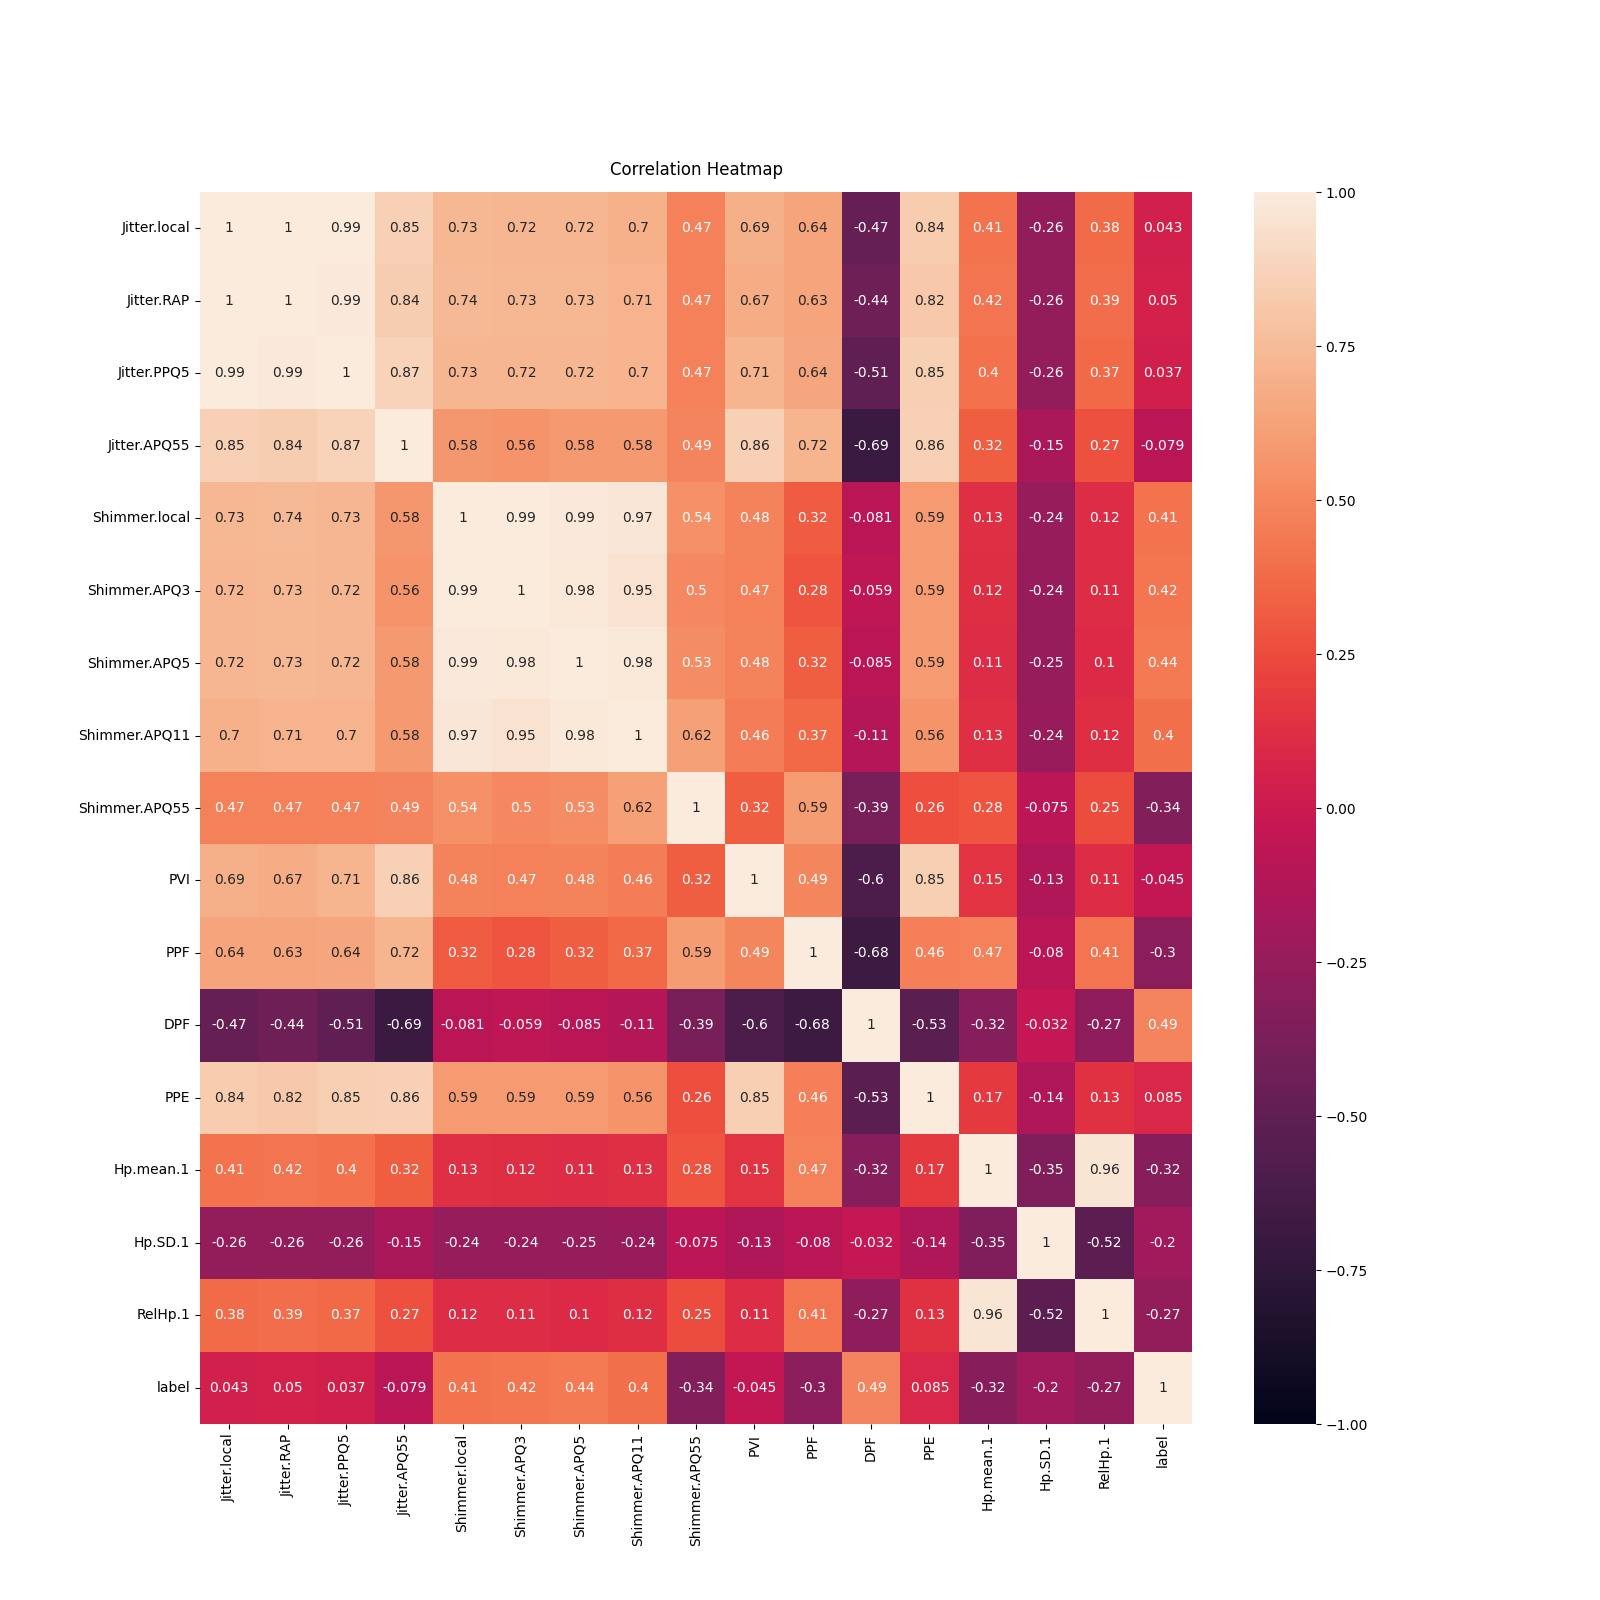 Correlation Heatmap
Jitter.local 1 1 0.99 0.85 0.73 0.72 0.72 0.7 0.47 0.69 0.64 -0.47 0.84 0.41 -0.26 0.38 0.043
Jitter.RAP 1 1 0.99 0.84 0.74 0.73 0.73 0.71 0.47 0.67 0.63 -0.44 0.82 0.42 -0.26 0.39 0.05
Jitter.PPQ5 0.99 0.99 1 0.87 0.73 0.72 0.72 0.7 0.47 0.71 0.64 -0.51 0.85 0.4 -0.26 0.37 0.037
Jitter.APQ55 0.85 0.84 0.87 1 0.58 0.56 0.58 0.58 0.49 0.86 0.72 -0.69 0.86 0.32 -0.15 0.27 -0.079
Shimmer.local 0.73 0.74 0.73 0.58 1 0.99 0.99 0.97 0.54 0.48 0.32 -0.081 0.59 0.13 -0.24 0.12 0.41
Shimmer.APQ3 0.72 0.73 0.72 0.56 0.99 1 0.98 0.95 0.5 0.47 0.28 -0.059 0.59 0.12 -0.24 0.11 0.42
Shimmer.APQ5 0.72 0.73 0.72 0.58 0.99 0.98 1 0.98 0.53 0.48 0.32 -0.085 0.59 0.11 -0.25 0.1 0.44
Shimmer.APQ11 0.7 0.71 0.7 0.58 0.97 0.95 0.98 1 0.62 0.46 0.37 -0.11 0.56 0.13 -0.24 0.12 0.4
Shimmer.APQ55 0.47 0.47 0.47 0.49 0.54 0.5 0.53 0.62 1 0.32 0.59 -0.39 0.26 0.28 -0.075 0.25 -0.34
PVI 0.69 0.67 0.71 0.86 0.48 0.47 0.48 0.46 0.32 1 0.49 -0.6 0.85 0.15 -0.13 0.11 -0.045
PPF 0.64 0.63 0.64 0.72 0.32 0.28 0.32 0.37 0.59 0.49 1 -0.68 0.46 0.47 -0.08 0.41 -0.3
DPF -0.47 -0.44 -0.51 -0.69 -0.081 -0.059 -0.085 -0.11 -0.39 -0.6 -0.68 1 -0.53 -0.32 -0.032 -0.27 0.49
PPE 0.84 0.82 0.85 0.86 0.59 0.59 0.59 0.56 0.26 0.85 0.46 -0.53 1 0.17 -0.14 0.13 0.085
Hp.mean.1 0.41 0.42 0.4 0.32 0.13 0.12 0.11 0.13 0.28 0.15 0.47 -0.32 0.17 1 -0.35 0.96 -0.32
Hp.SD.1 -0.26 -0.26 -0.26 -0.15 -0.24 -0.24 -0.25 -0.24 -0.075 -0.13 -0.08 -0.032 -0.14 -0.35 1 -0.52 -0.2
RelHp.1 0.38 0.39 0.37 0.27 0.12 0.11 0.1 0.12 0.25 0.11 0.41 -0.27 0.13 0.96 -0.52 1 -0.27
label 0.043 0.05 0.037 -0.079 0.41 0.42 0.44 0.4 -0.34 -0.045 -0.3 0.49 0.085 -0.32 -0.2 -0.27 1
Jitter.local
Jitter.RAP
Jitter.PPQ5
Jitter.APQ55
Shimmer.local
Shimmer.APQ3
Shimmer.APQ5
Shimmer.APQ11
Shimmer.APQ55
PVI
PPF
DPF
PPE
Hp.mean.1
Hp.SD.1
RelHp.1
label
1.00
0.75
0.50
0.25
0.00
−0.25
−0.50
−0.75
−1.00